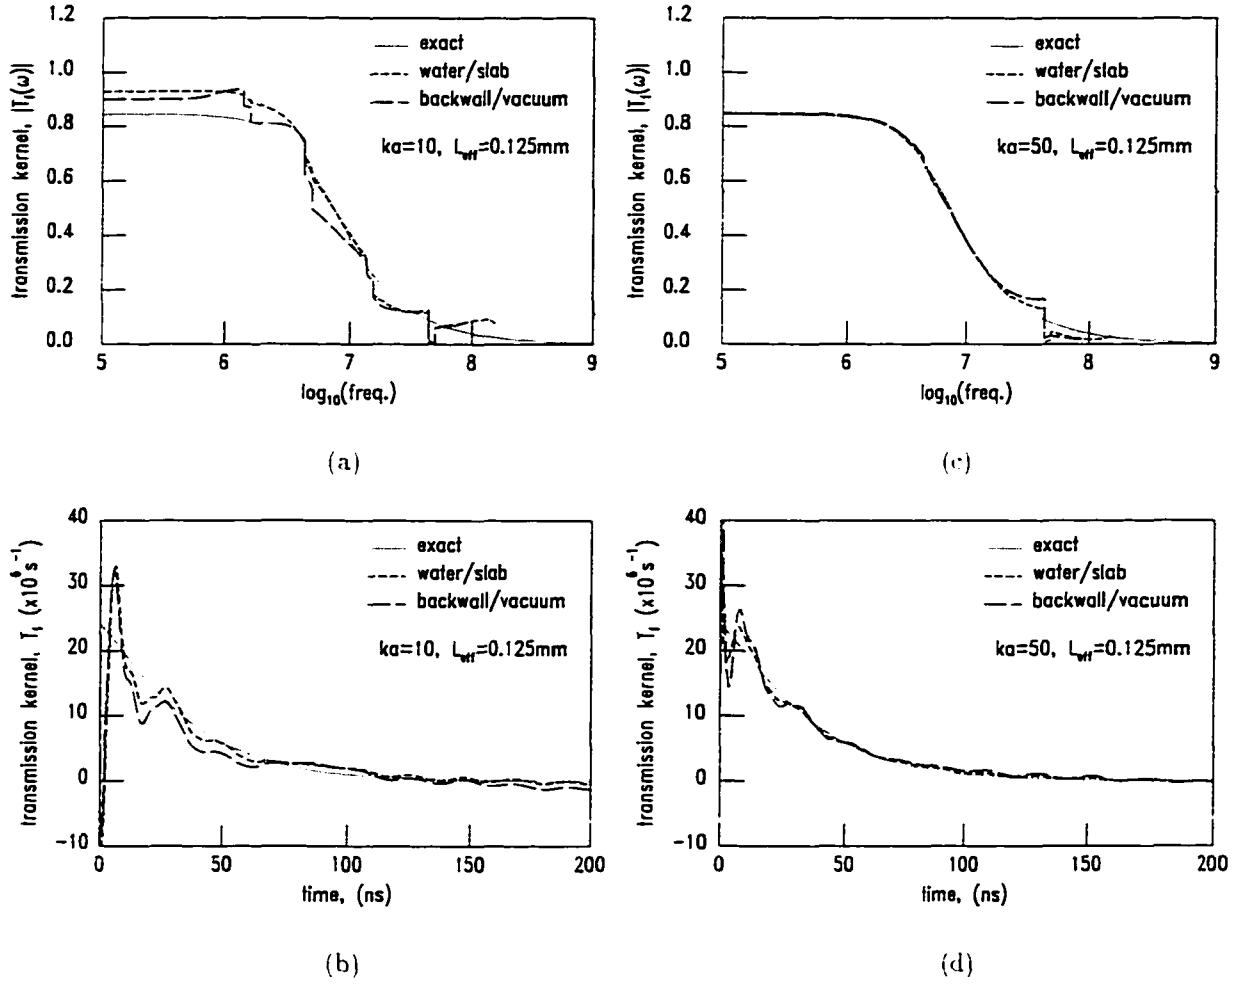 transmission kernel, |T₁(ω)|
1.2
1.0
0.8
0.6
0.4
0.2
0.0
exact
water/slab
backwall/vacuum
ka=10, L_eff=0.125mm
5 6 7 8 9
log₁₀(freq.)
(a)
transmission kernel, |T₁(ω)|
1.2
1.0
0.8
0.6
0.4
0.2
0.0
exact
water/slab
backwall/vacuum
ka=50, L_eff=0.125mm
5 6 7 8 9
log₁₀(freq.)
(c)
transmission kernel, T₁ (x10⁶s⁻¹)
40
30
20
10
0
-10
exact
water/slab
backwall/vacuum
ka=10, L_eff=0.125mm
0 50 100 150 200
time, (ns)
(b)
transmission kernel, T₁ (x10⁶s⁻¹)
40
30
20
10
0
-10
exact
water/slab
backwall/vacuum
ka=50, L_eff=0.125mm
0 50 100 150 200
time, (ns)
(d)